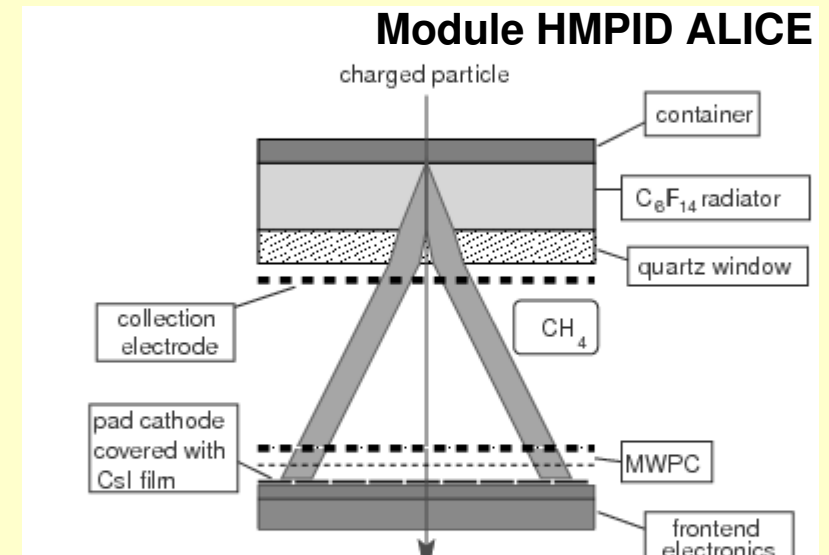 Module HMPID ALICE
charged particle
container
C6F14 radiator
quartz window
collection
electrode
CH4
pad cathode
covered with
CsI film
MWPC
frontend
electronics